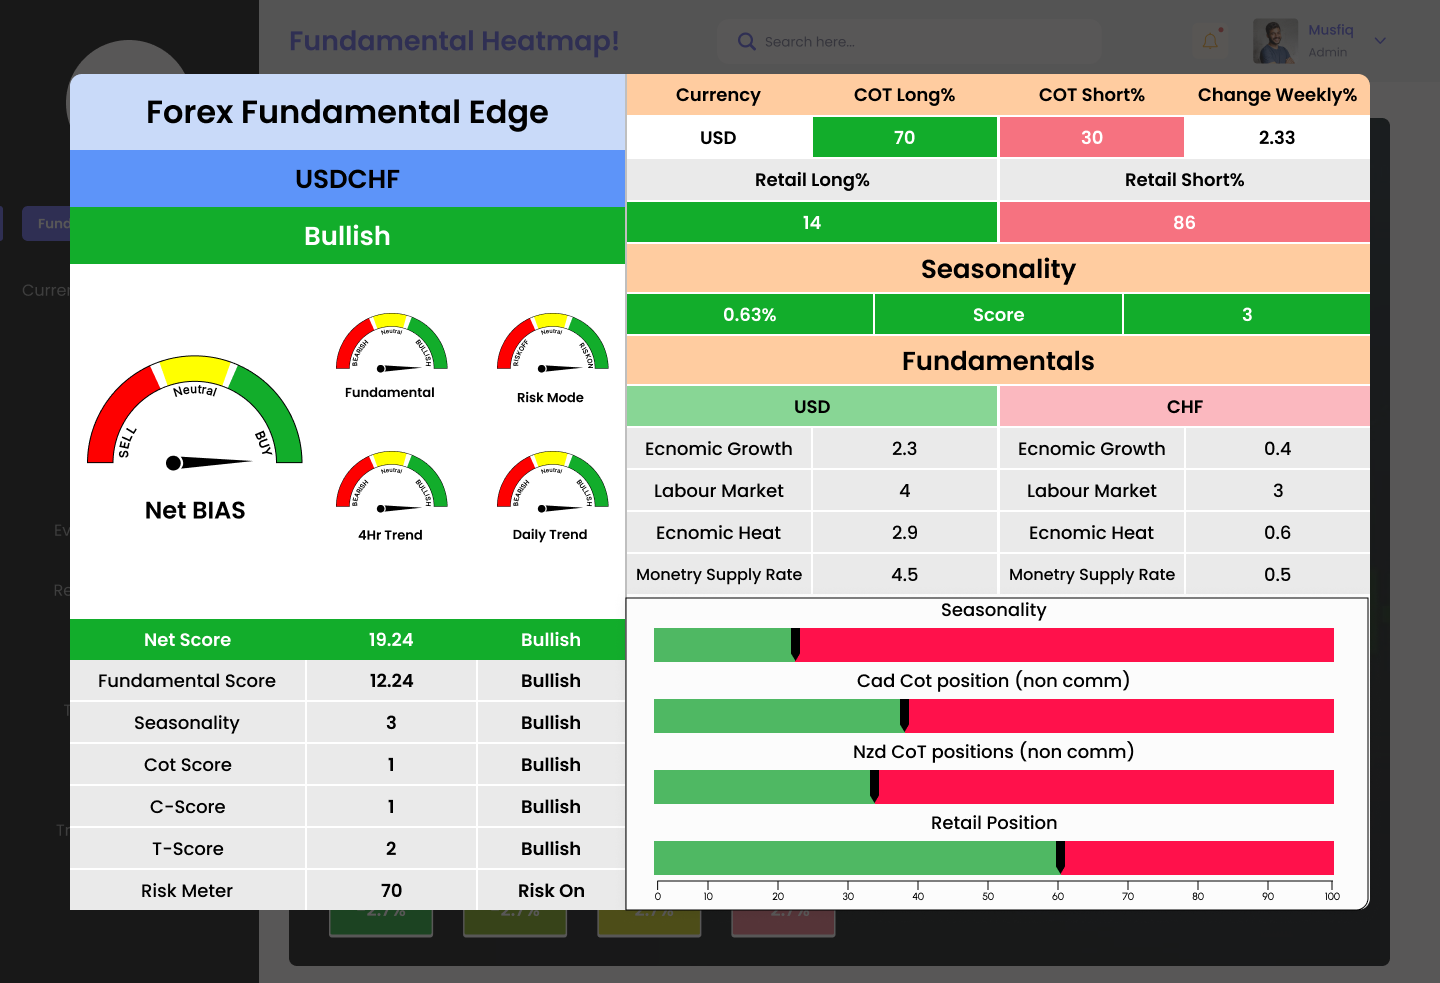 Fundamental Heatmap!
Search here...
Musfiq
Admin
Fund
Curren
Ev
Re
T
Tr
Forex Fundamental Edge
USDCHF
Bullish
SELL Neutral BUY
Net BIAS
BEARISH Neutral BULLISH
Fundamental
RISKOFF Neutral RISKON
Risk Mode
BEARISH Neutral BULLISH
4Hr Trend
BEARISH Neutral BULLISH
Daily Trend
Net Score 19.24 Bullish
Fundamental Score 12.24 Bullish
Seasonality 3 Bullish
Cot Score 1 Bullish
C-Score 1 Bullish
T-Score 2 Bullish
Risk Meter 70 Risk On
Currency COT Long% COT Short% Change Weekly%
USD 70 30 2.33
Retail Long% Retail Short%
14 86
Seasonality
0.63% Score 3
Fundamentals
USD CHF
Ecnomic Growth 2.3 Ecnomic Growth 0.4
Labour Market 4 Labour Market 3
Ecnomic Heat 2.9 Ecnomic Heat 0.6
Monetry Supply Rate 4.5 Monetry Supply Rate 0.5
Seasonality
Cad Cot position (non comm)
Nzd CoT positions (non comm)
Retail Position
0 10 20 30 40 50 60 70 80 90 100
2.7% 2.7% 2.7% 2.7%